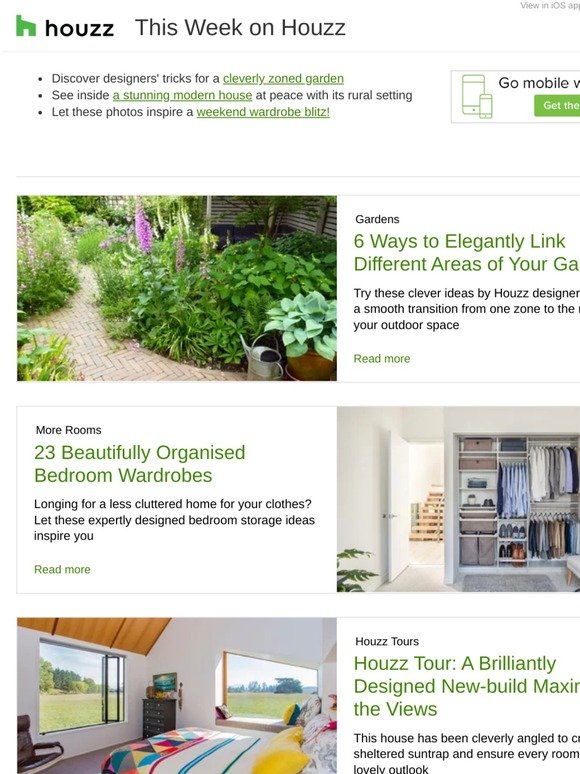 View in iOS app
houzz This Week on Houzz
Discover designers' tricks for a cleverly zoned garden
See inside a stunning modern house at peace with its rural setting
Let these photos inspire a weekend wardrobe blitz!
Go mobile w
Get the
Gardens
6 Ways to Elegantly Link
Different Areas of Your Ga
Try these clever ideas by Houzz designer
a smooth transition from one zone to the
your outdoor space
Read more
More Rooms
23 Beautifully Organised
Bedroom Wardrobes
Longing for a less cluttered home for your clothes?
Let these expertly designed bedroom storage ideas
inspire you
Read more
Houzz Tours
Houzz Tour: A Brilliantly
Designed New-build Maxim
the Views
This house has been cleverly angled to cr
sheltered suntrap and ensure every room
lovely outlook